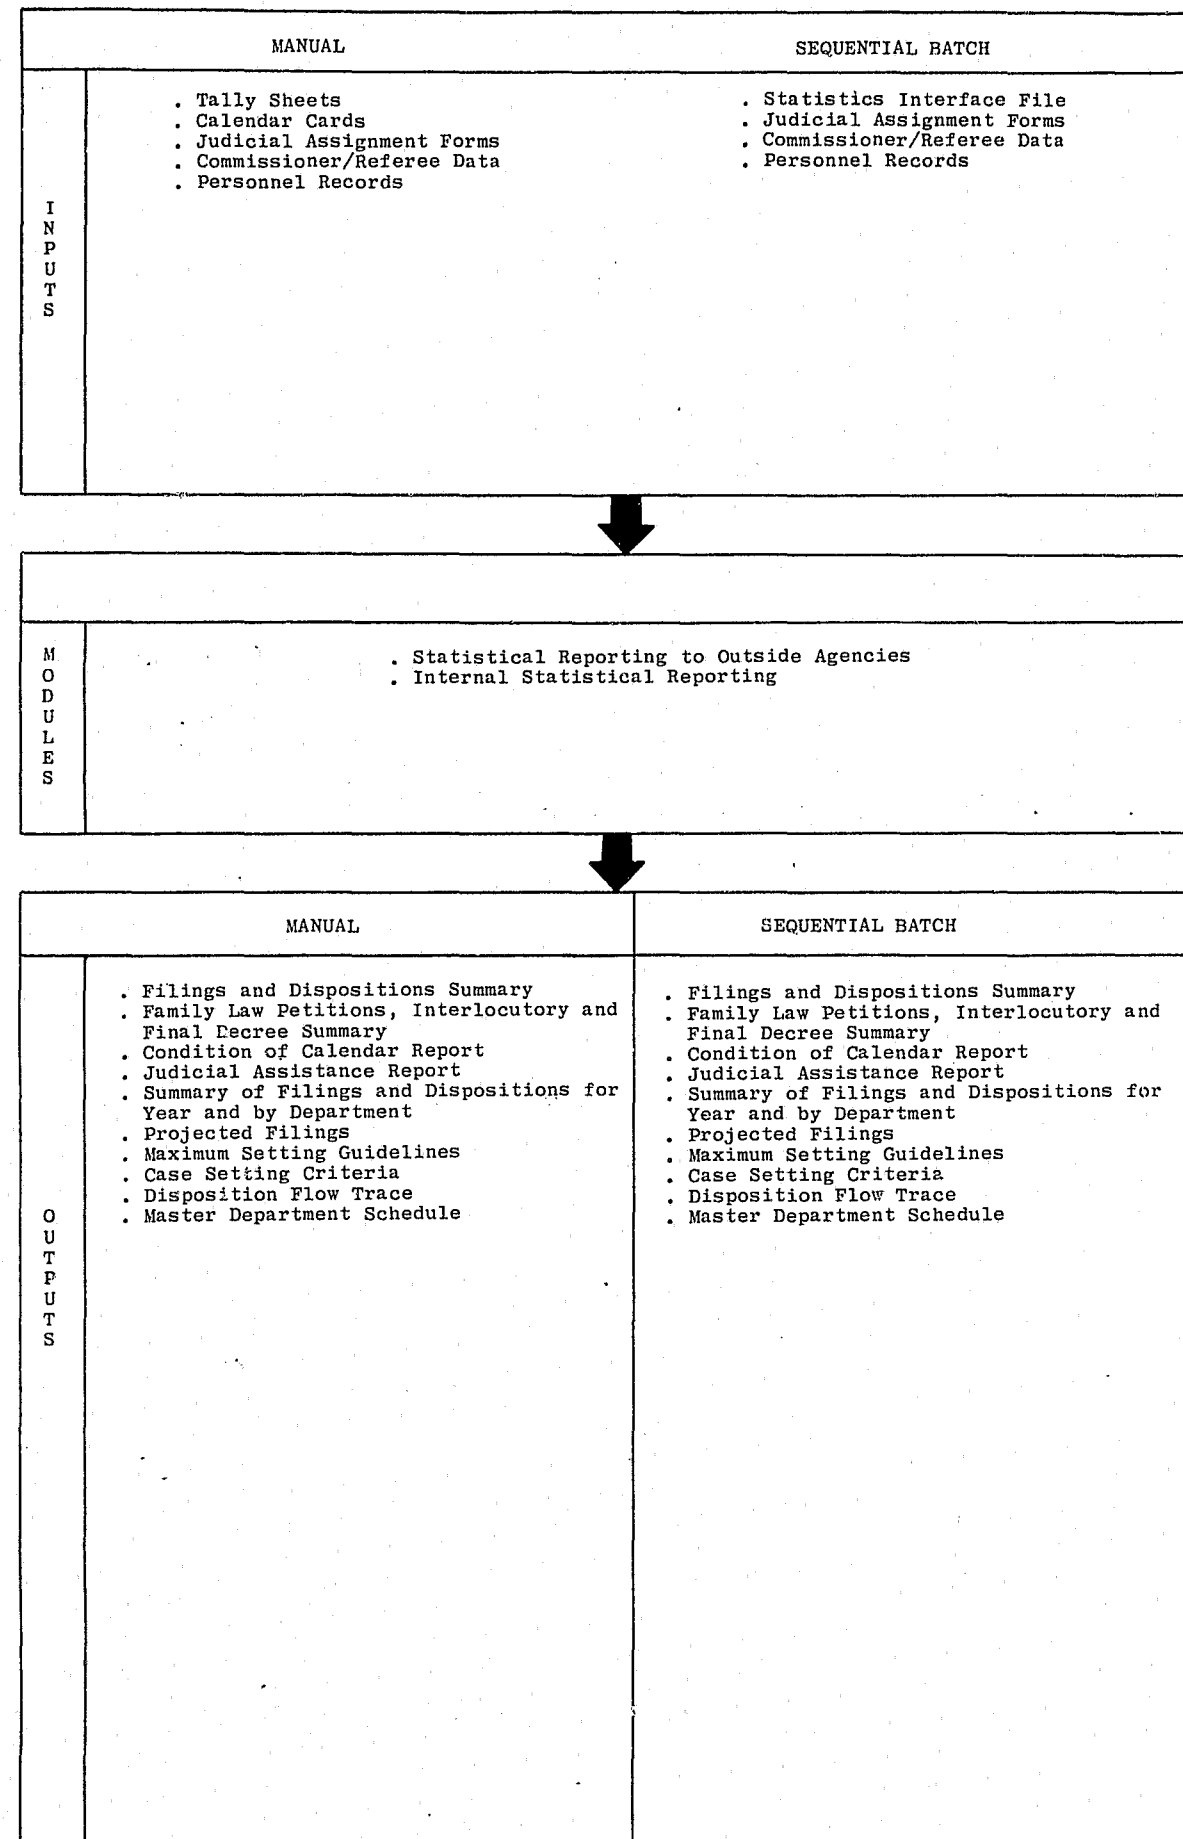 MANUAL
SEQUENTIAL BATCH
INPUTS
. Tally Sheets
. Calendar Cards
. Judicial Assignment Forms
. Commissioner/Referee Data
. Personnel Records
. Statistics Interface File
. Judicial Assignment Forms
. Commissioner/Referee Data
. Personnel Records
MODULES
. Statistical Reporting to Outside Agencies
. Internal Statistical Reporting
MANUAL
SEQUENTIAL BATCH
OUTPUTS
. Filings and Dispositions Summary
. Family Law Petitions, Interlocutory and
Final Decree Summary
. Condition of Calendar Report
. Judicial Assistance Report
. Summary of Filings and Dispositions for
Year and by Department
. Projected Filings
. Maximum Setting Guidelines
. Case Setting Criteria
. Disposition Flow Trace
. Master Department Schedule
. Filings and Dispositions Summary
. Family Law Petitions, Interlocutory and
Final Decree Summary
. Condition of Calendar Report
. Judicial Assistance Report
. Summary of Filings and Dispositions for
Year and by Department
. Projected Filings
. Maximum Setting Guidelines
. Case Setting Criteria
. Disposition Flow Trace
. Master Department Schedule